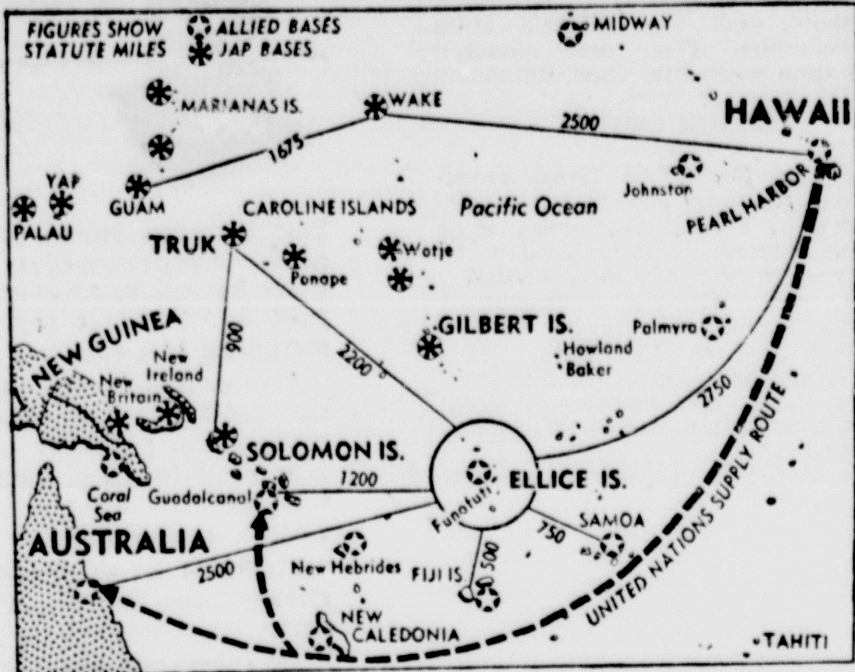 FIGURES SHOW
STATUTE MILES
ALLIED BASES
JAP BASES
MIDWAY
MARIANAS IS.
WAKE
HAWAII
1675
2500
YAP
GUAM
PALAU
Johnston
PEARL HARBOR
CAROLINE ISLANDS
Pacific Ocean
TRUK
Ponape
Wotje
GILBERT IS.
Palmyra
Howland
Baker
NEW GUINEA
New
Ireland
New
Britain
900
2200
2750
SOLOMON IS.
1200
ELLICE IS.
Funafuti
Coral
Sea
Guadalcanal
AUSTRALIA
2500
New Hebrides
FIJI IS.
500
750
SAMOA
UNITED NATIONS SUPPLY ROUTE
NEW
CALEDONIA
TAHITI